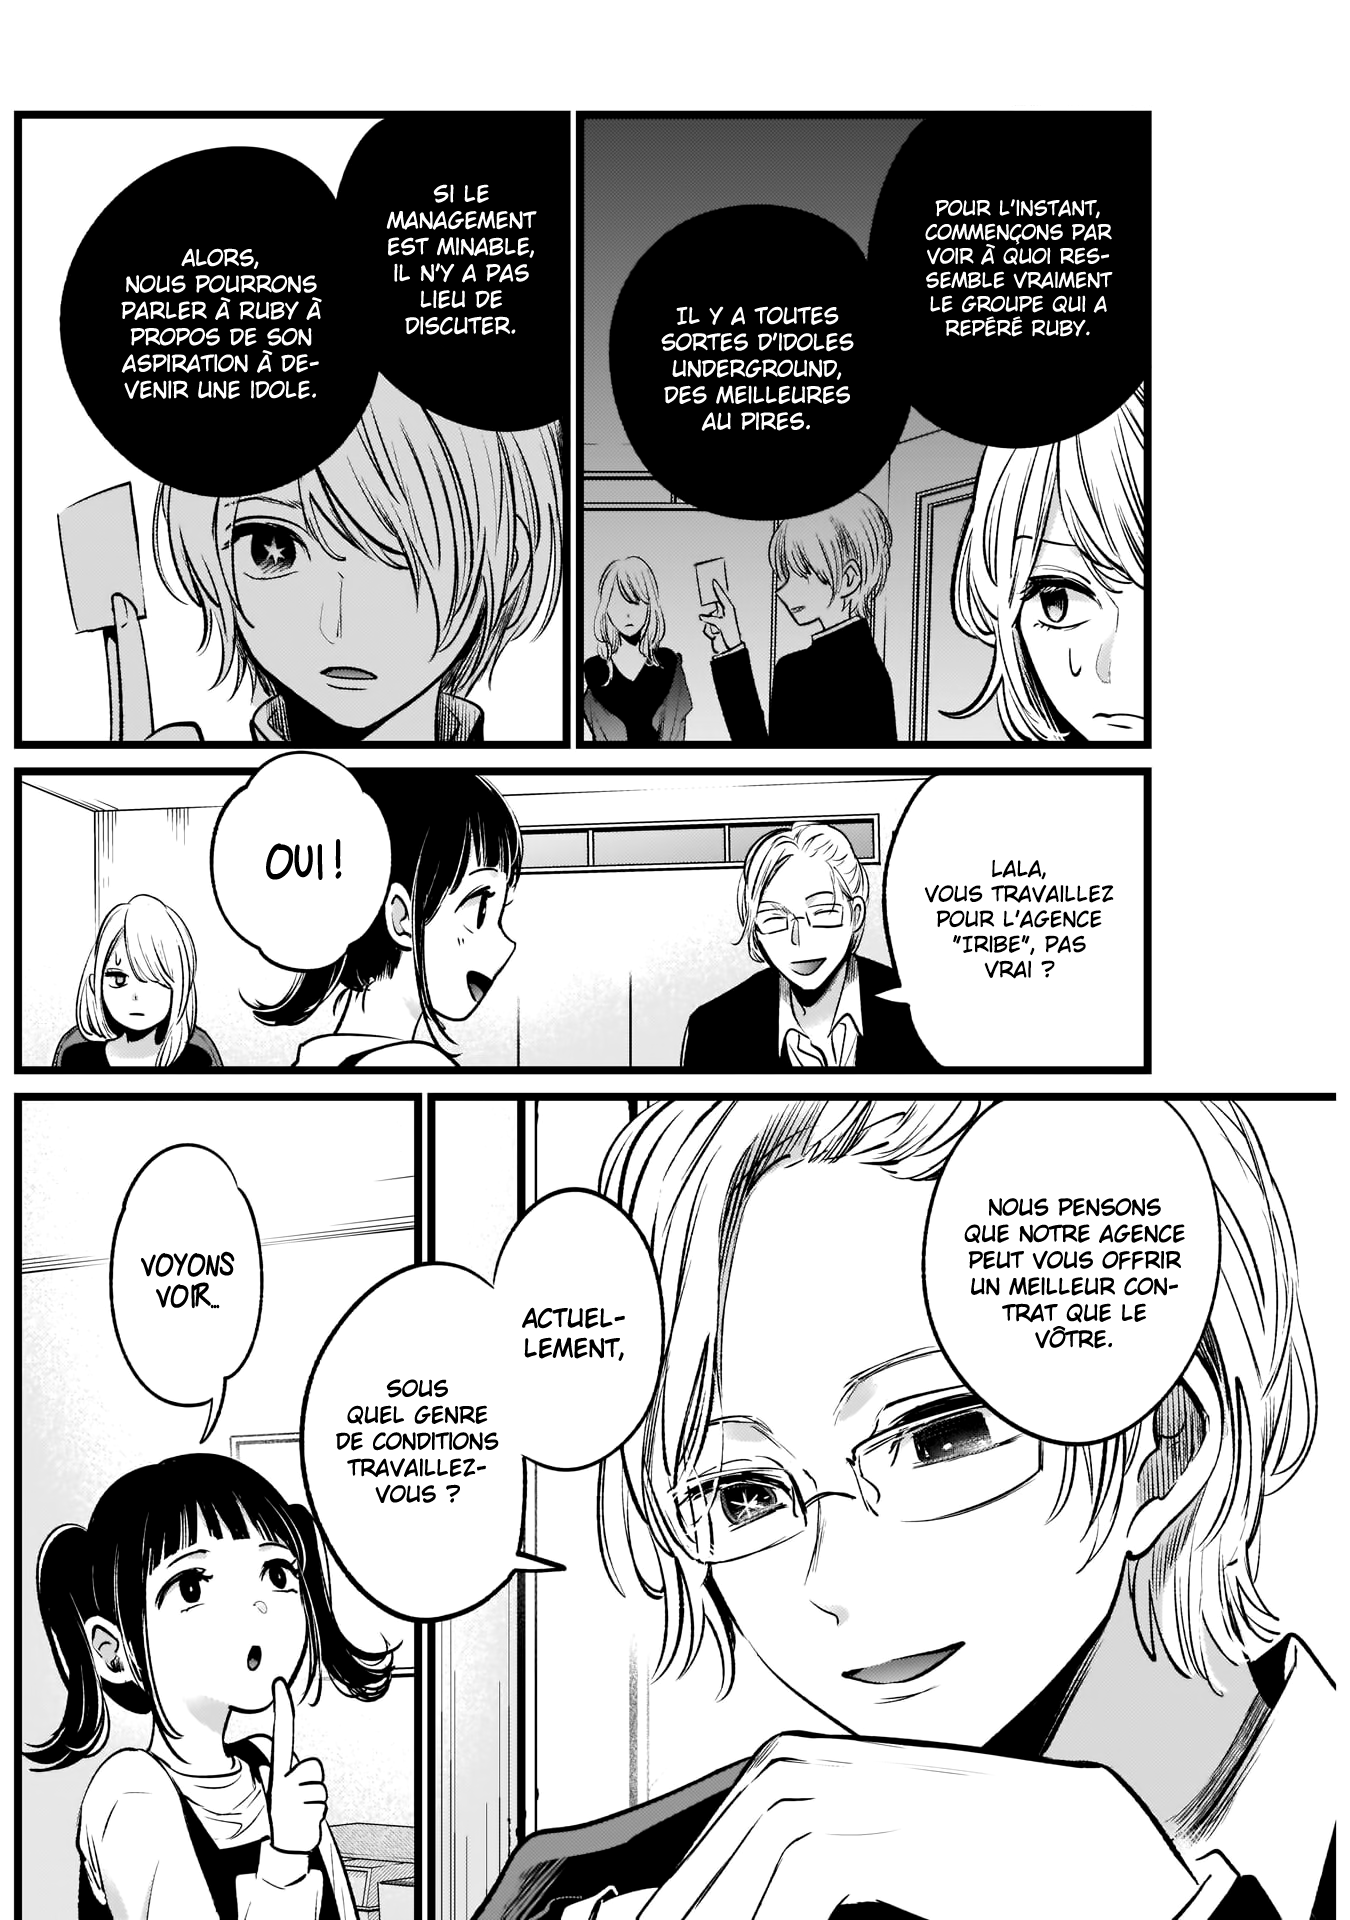 POUR L'INSTANT,
COMMENÇONS PAR
VOIR À QUOI RES-
SEMBLE VRAIMENT
LE GROUPE QUI A
REPÉRÉ RUBY.
IL Y A TOUTES
SORTES D'IDOLES
UNDERGROUND,
DES MEILLEURES
AU PIRES.
SI LE
MANAGEMENT
EST MINABLE,
IL N'Y A PAS
LIEU DE
DISCUTER.
ALORS,
NOUS POURRONS
PARLER À RUBY À
PROPOS DE SON
ASPIRATION À DE-
VENIR UNE IDOLE.
LALA,
VOUS TRAVAILLEZ
POUR L'AGENCE
"IRIBE", PAS
VRAI ?
OUI !
NOUS PENSONS
QUE NOTRE AGENCE
PEUT VOUS OFFRIR
UN MEILLEUR CON-
TRAT QUE LE
VÔTRE.
ACTUEL-
LEMENT,
SOUS
QUEL GENRE
DE CONDITIONS
TRAVAILLEZ-
VOUS ?
VOYONS
VOIR...